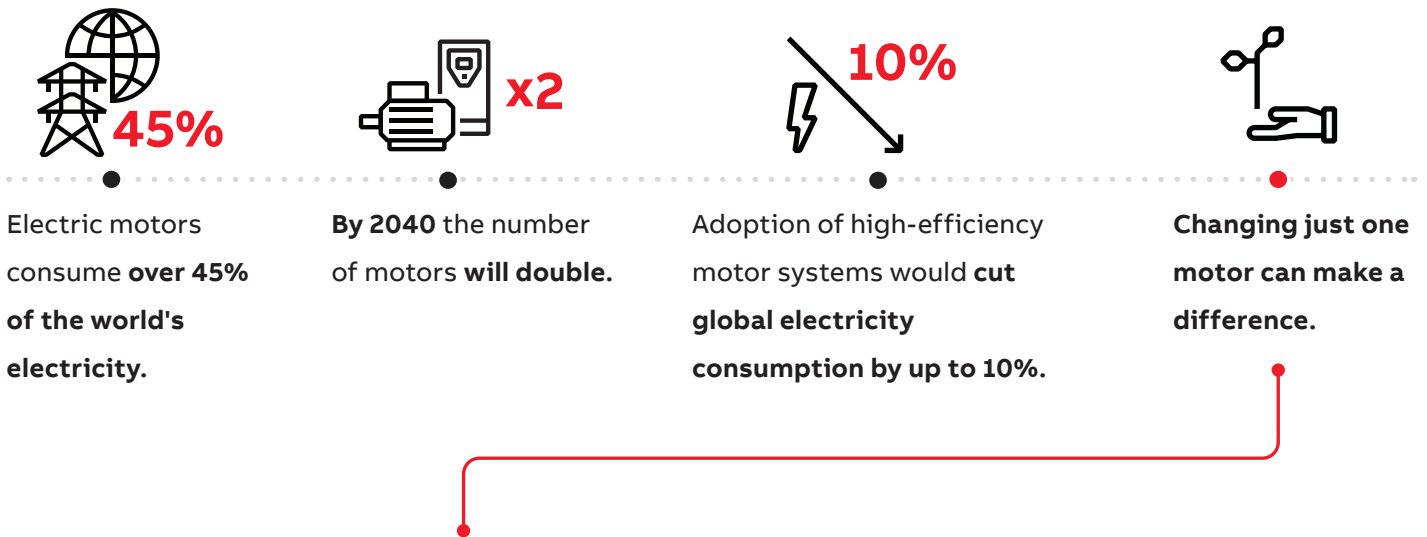 45%
x2
10%
Electric motors
consume over 45%
of the world's
electricity.
By 2040 the number
of motors will double.
Adoption of high-efficiency
motor systems would cut
global electricity
consumption by up to 10%.
Changing just one
motor can make a
difference.